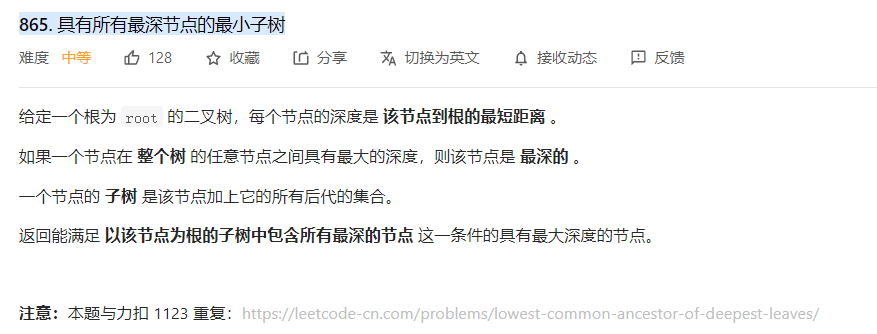 865. 具有所有最深节点的最小子树
难度 中等 128 收藏 分享 切换为英文 接收动态 反馈
给定一个根为 root 的二叉树，每个节点的深度是 该节点到根的最短距离 。
如果一个节点在 整个树 的任意节点之间具有最大的深度，则该节点是 最深的 。
一个节点的 子树 是该节点加上它的所有后代的集合。
返回能满足 以该节点为根的子树中包含所有最深的节点 这一条件的具有最大深度的节点。
注意：本题与力扣 1123 重复：https://leetcode-cn.com/problems/lowest-common-ancestor-of-deepest-leaves/